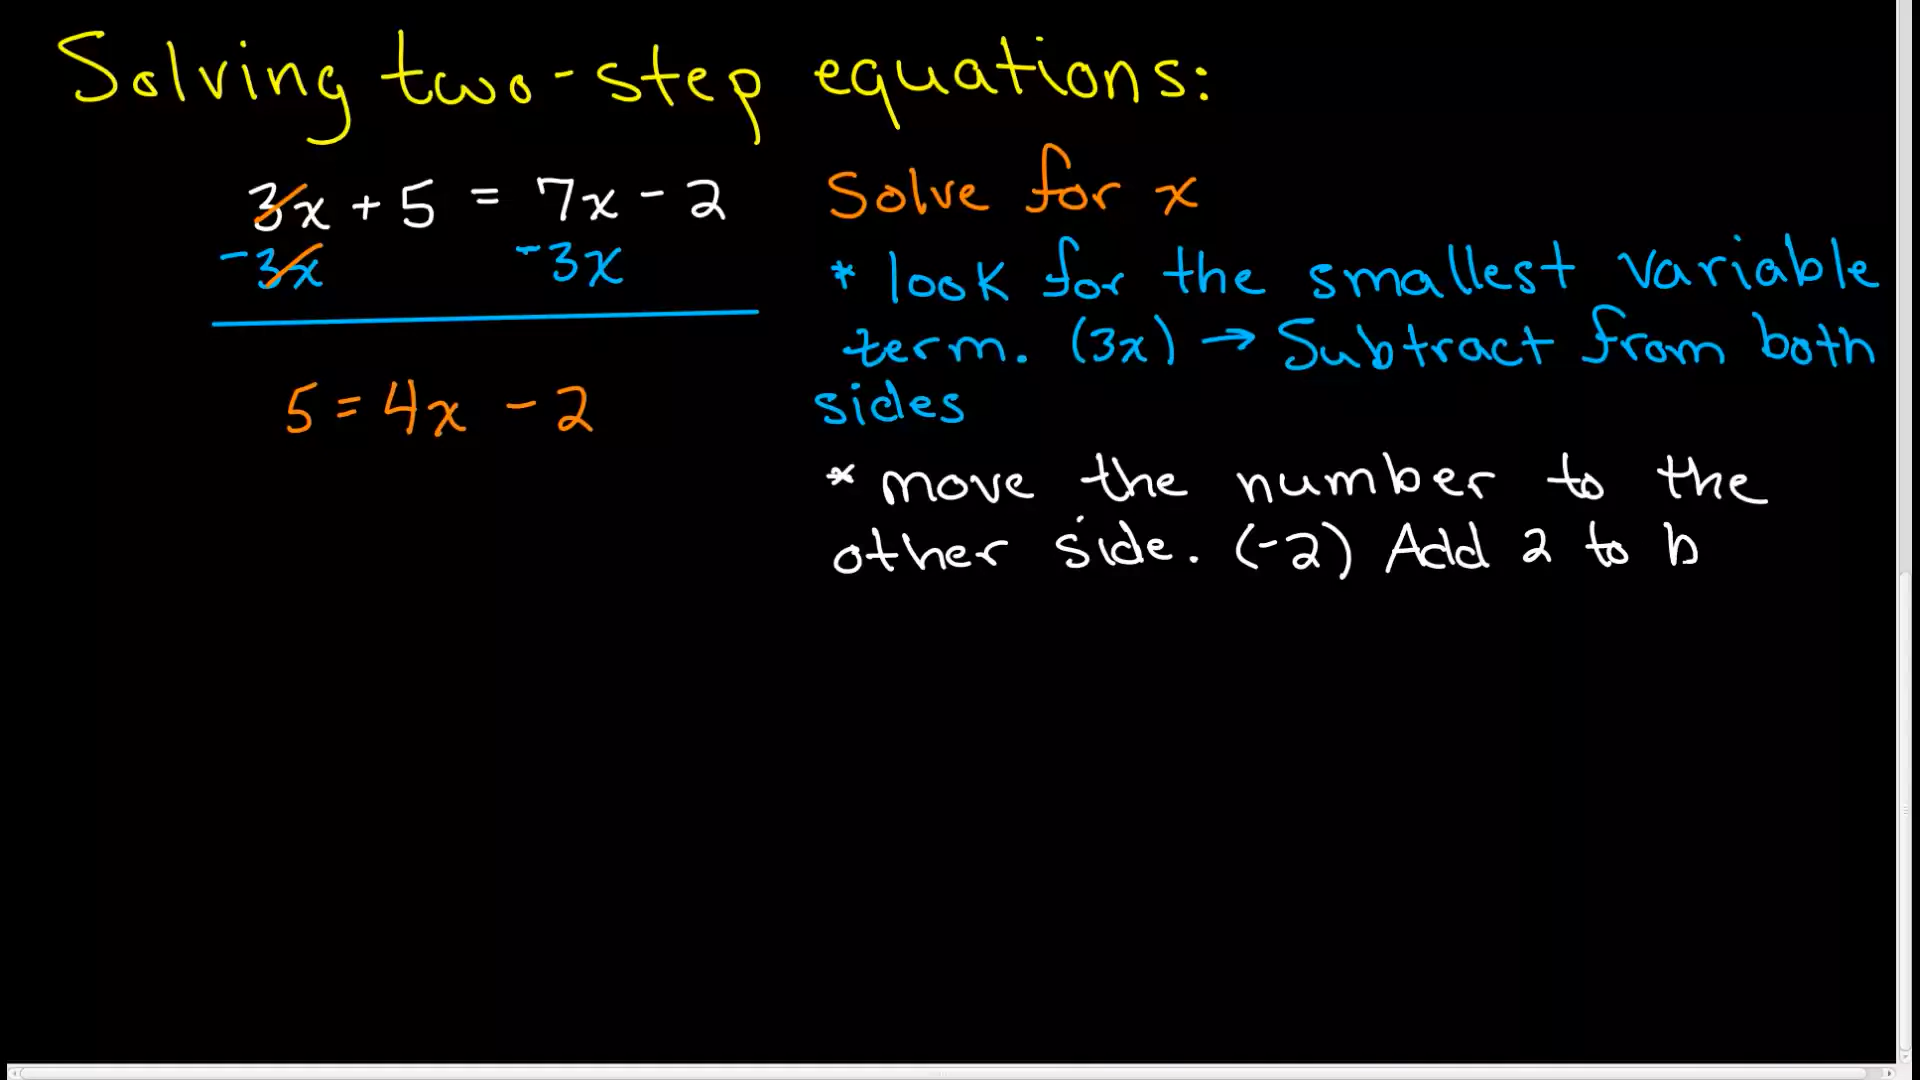 Solving two-step equations:
3x + 5 = 7x - 2
-3x -3x
5 = 4x - 2
Solve for x
* look for the smallest variable
term. (3x) → Subtract from both
sides
* move the number to the
other side. (-2) Add 2 to b